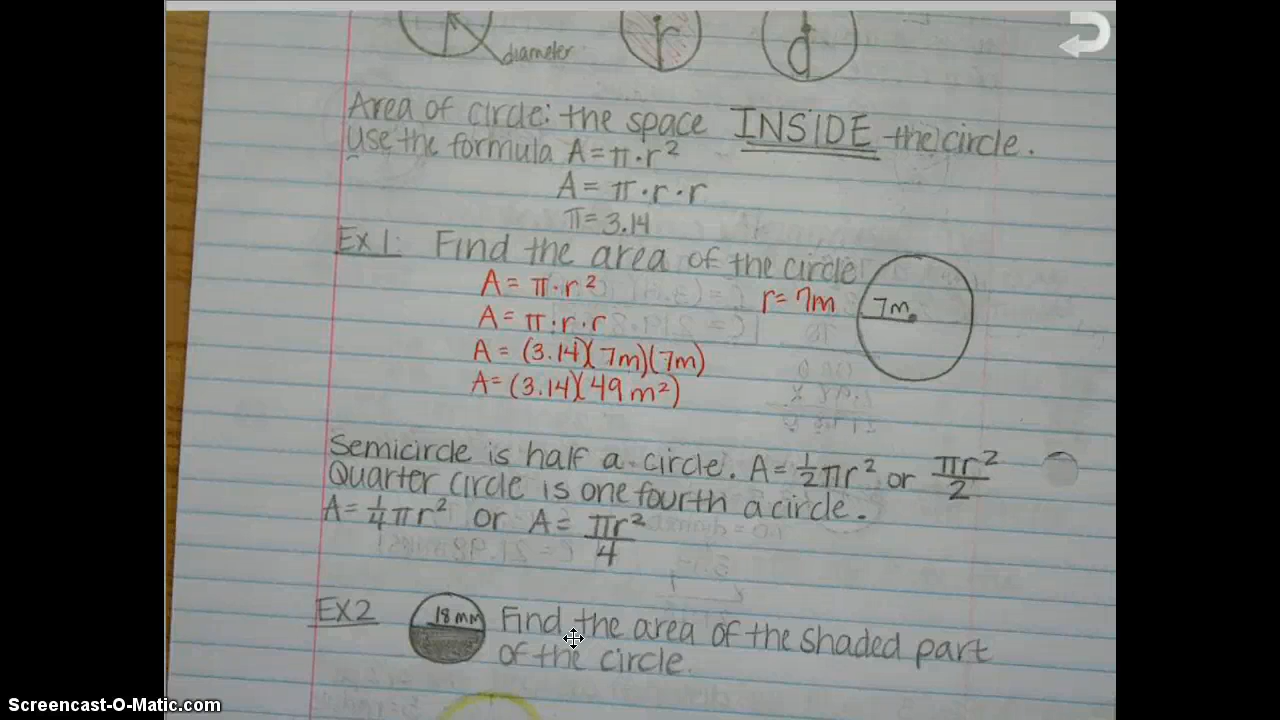 diameter
r
d
Area of circle: the space INSIDE the circle.
Use the formula A = π · r²
A = π · r · r
π = 3.14
Ex 1: Find the area of the circle
A = π · r²
r = 7m
7m
A = π · r · r
A = (3.14)(7m)(7m)
A = (3.14)(49 m²)
Semicircle is half a circle. A = ½πr² or πr²/2
Quarter circle is one fourth a circle.
A = ¼πr² or A = πr²/4
EX2 18mm Find the area of the shaded part
of the circle.
Screencast-O-Matic.com